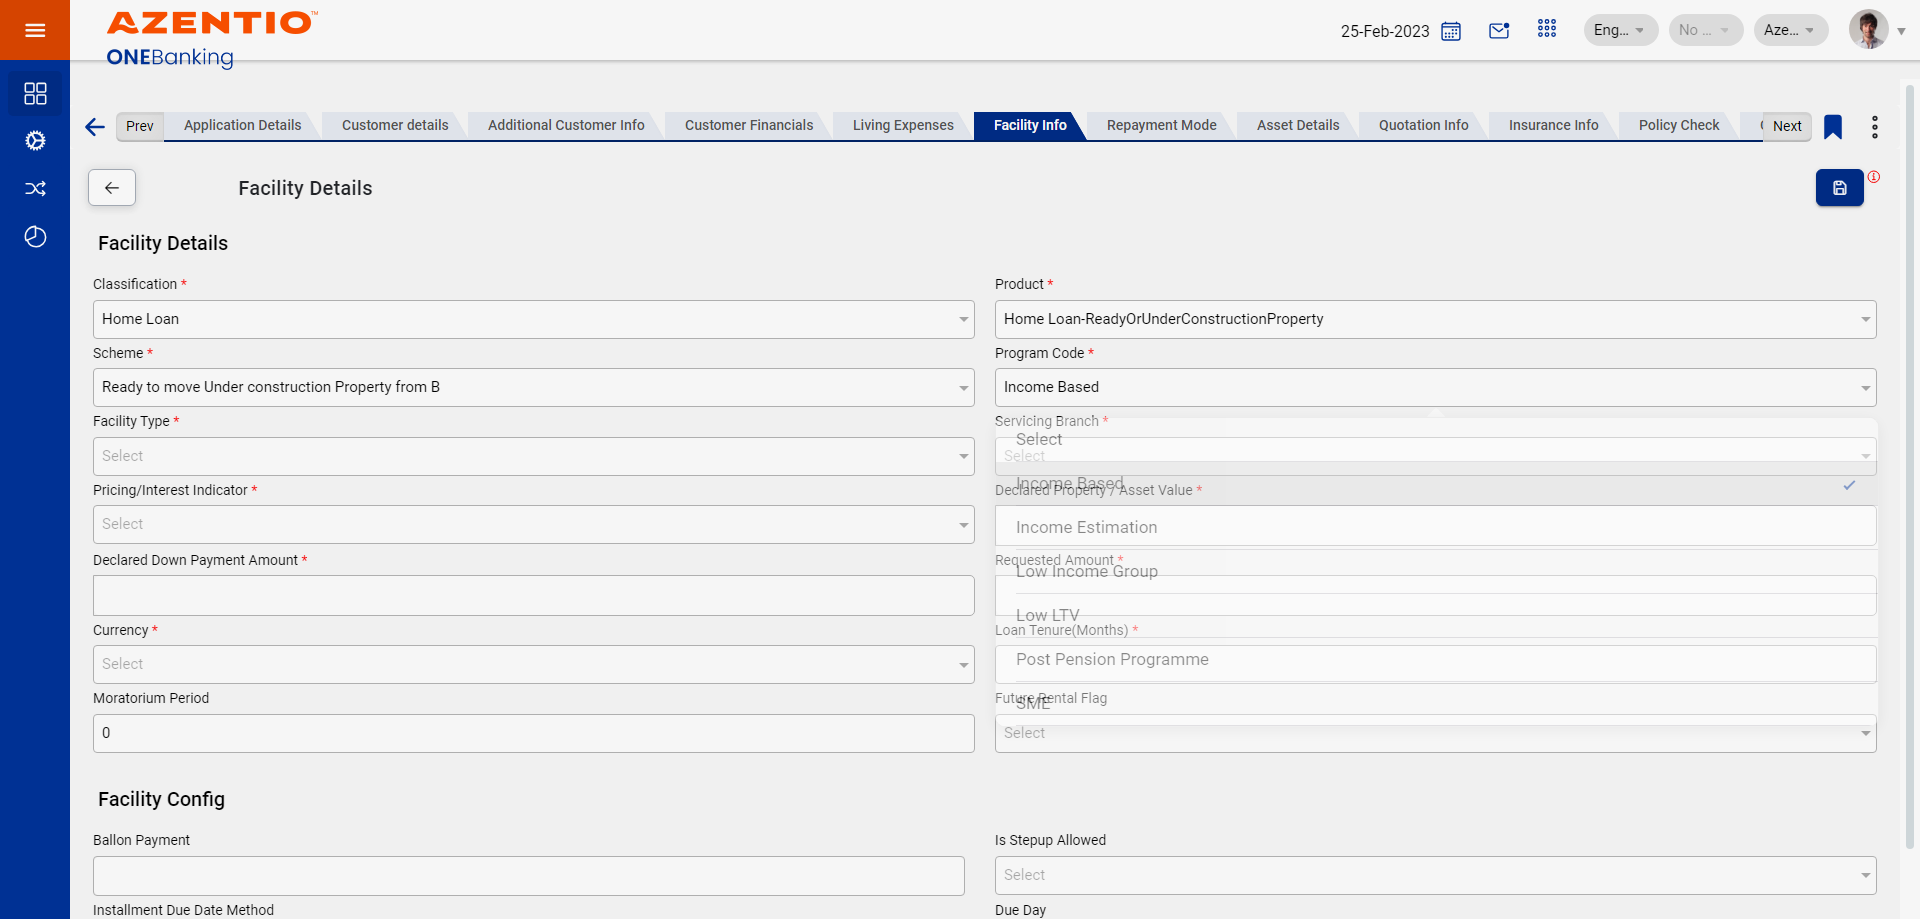 AZENTIO™
ONEBanking
25-Feb-2023
Eng...
No ...
Aze...
Prev
Application Details
Customer details
Additional Customer Info
Customer Financials
Living Expenses
Facility Info
Repayment Mode
Asset Details
Quotation Info
Insurance Info
Policy Check
Next
Facility Details
Facility Details
Classification *
Product *
Home Loan
Home Loan-ReadyOrUnderConstructionProperty
Scheme *
Program Code *
Ready to move Under construction Property from B
Income Based
Facility Type *
Servicing Branch *
Select
Select
Select
Pricing/Interest Indicator *
Income Based
Declared Property / Asset Value *
Select
Income Estimation
Declared Down Payment Amount *
Requested Amount *
Low Income Group
Low LTV
Currency *
Loan Tenure(Months) *
Select
Post Pension Programme
Moratorium Period
Future Rental Flag
SME
0
Select
Facility Config
Ballon Payment
Is Stepup Allowed
Select
Installment Due Date Method
Due Day